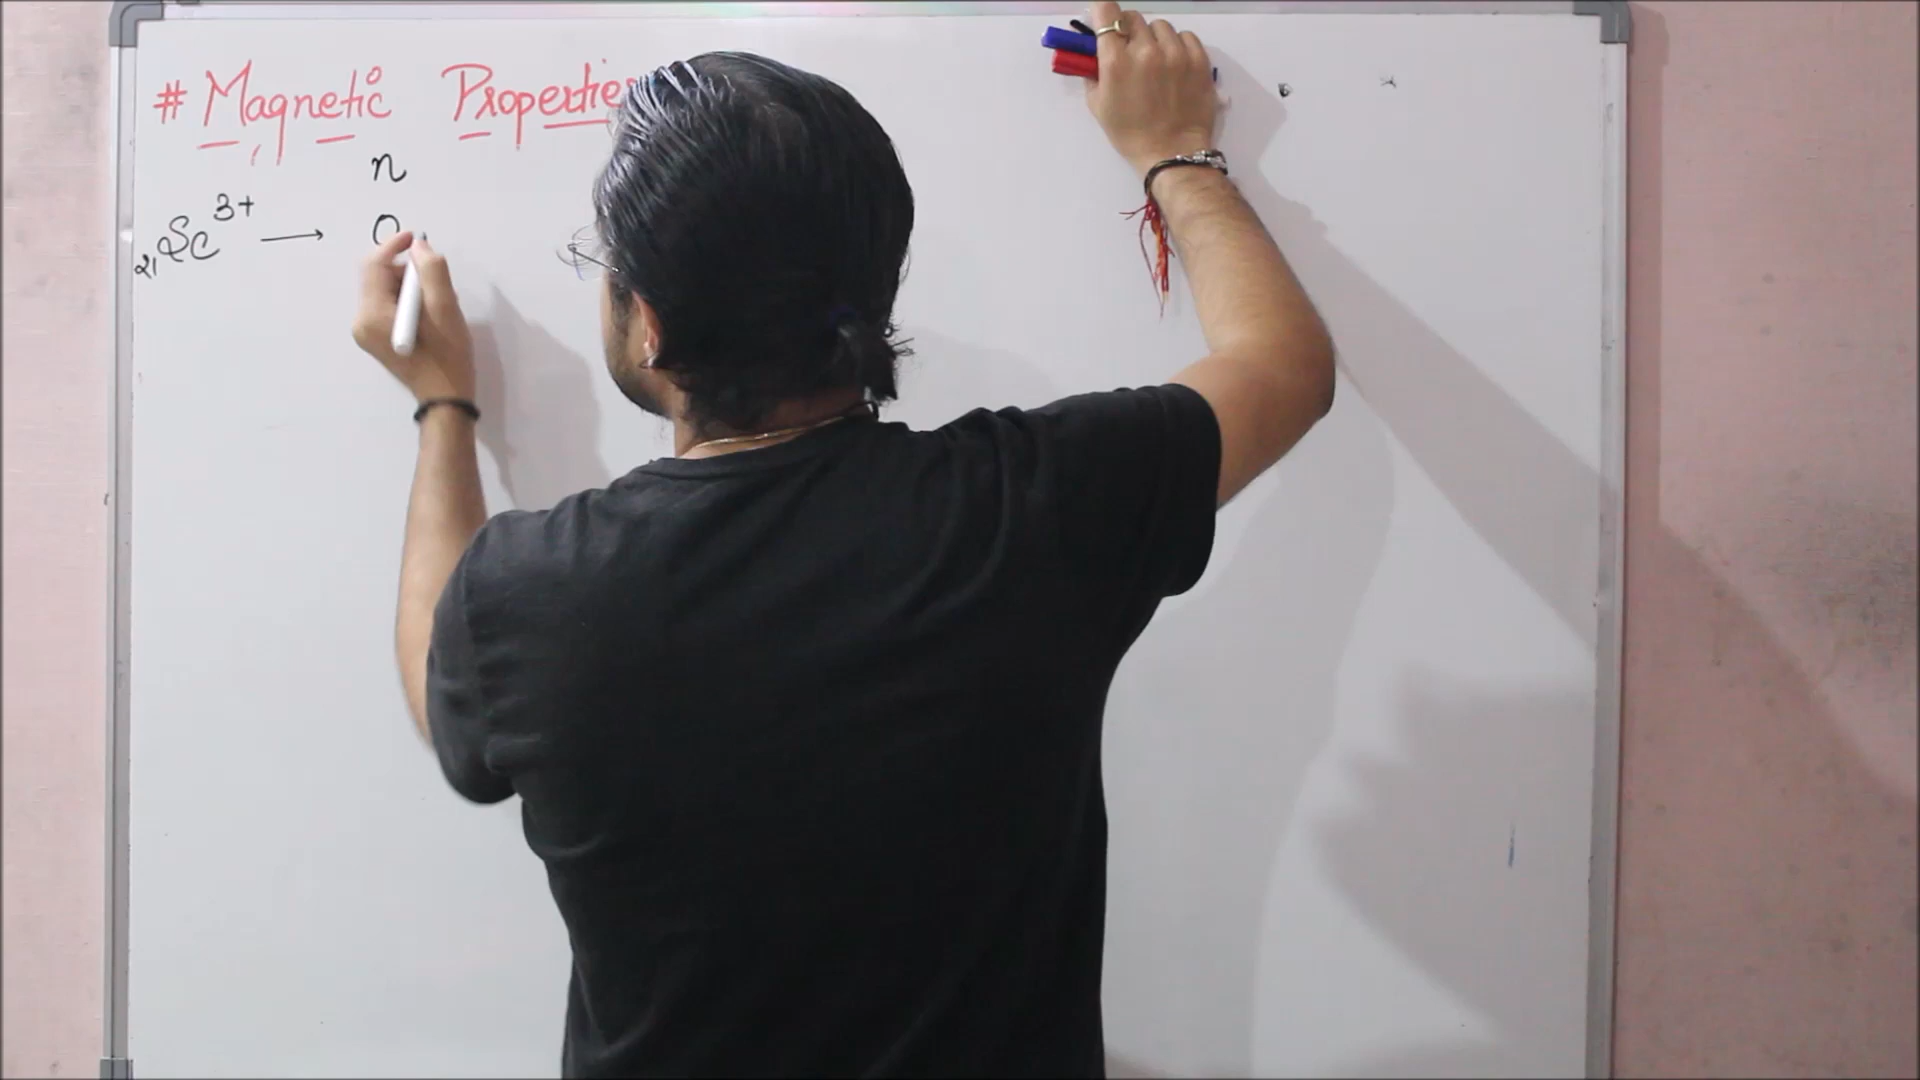 # Magnetic Propertie
n
21Sc3+ → 0